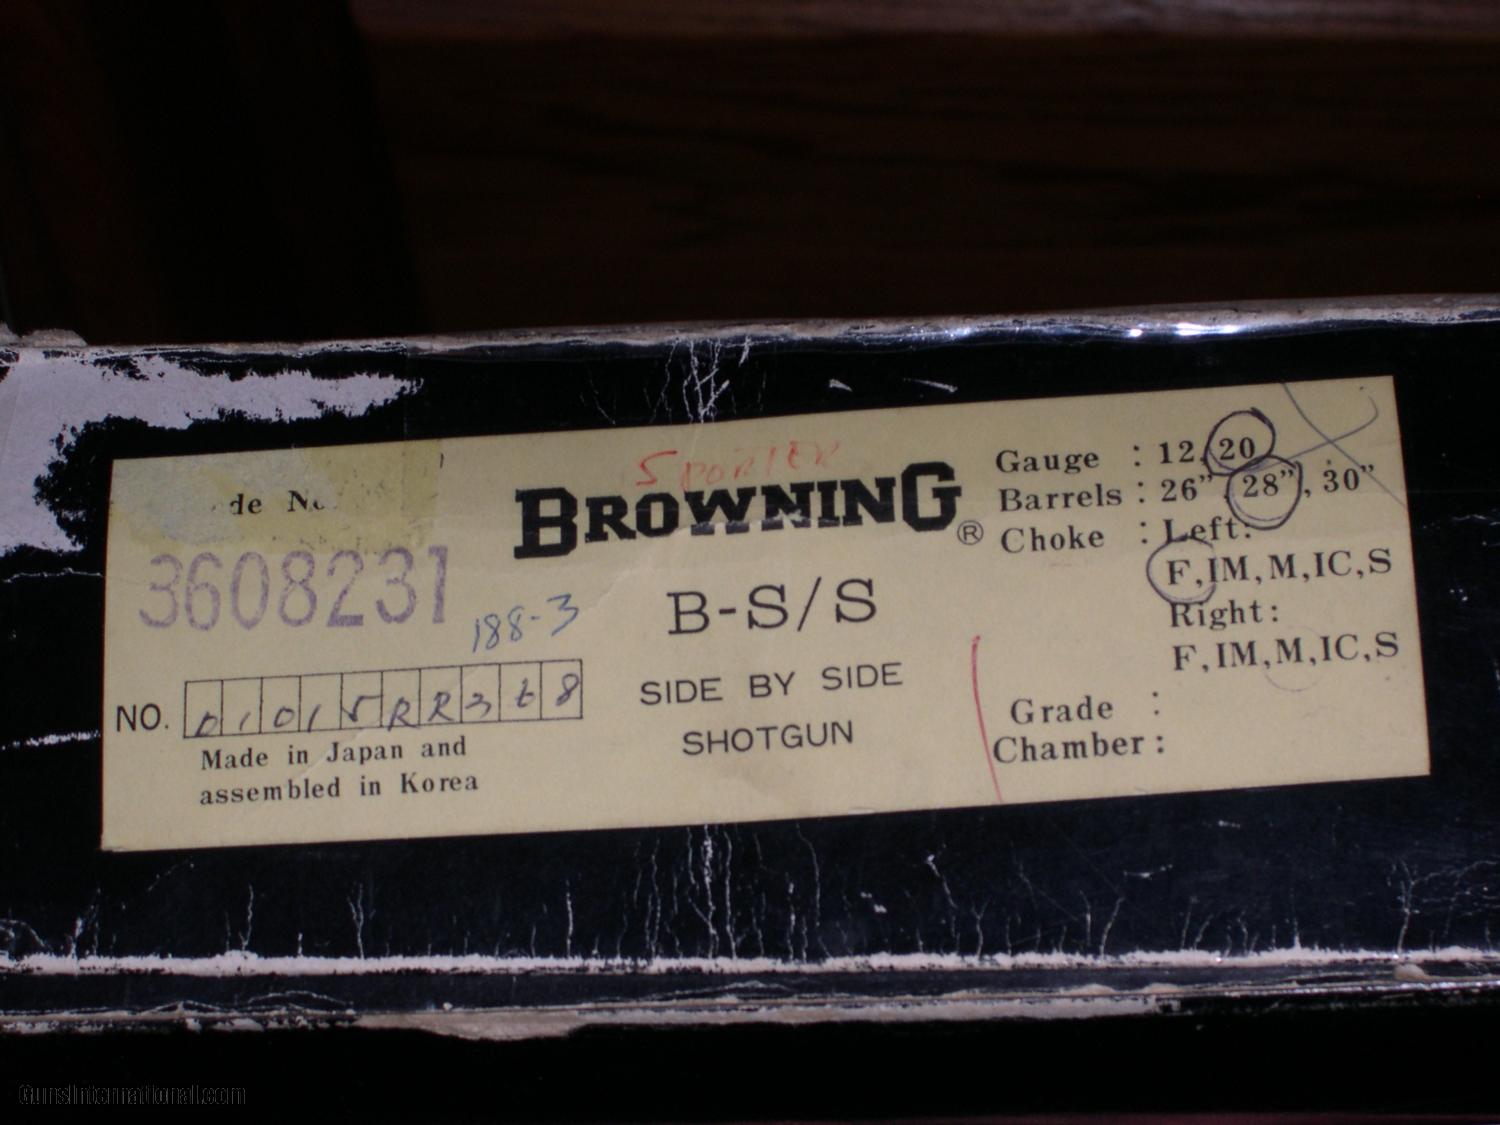 de No.
3608231
188-3
NO. 01015RR368
Made in Japan and
assembled in Korea
SPORTER
BROWNING®
B-S/S
SIDE BY SIDE
SHOTGUN
Gauge : 12, 20
Barrels : 26", 28", 30"
Choke : Left:
F, IM, M, IC, S
Right:
F, IM, M, IC, S
Grade :
Chamber :
GunsInternational.com